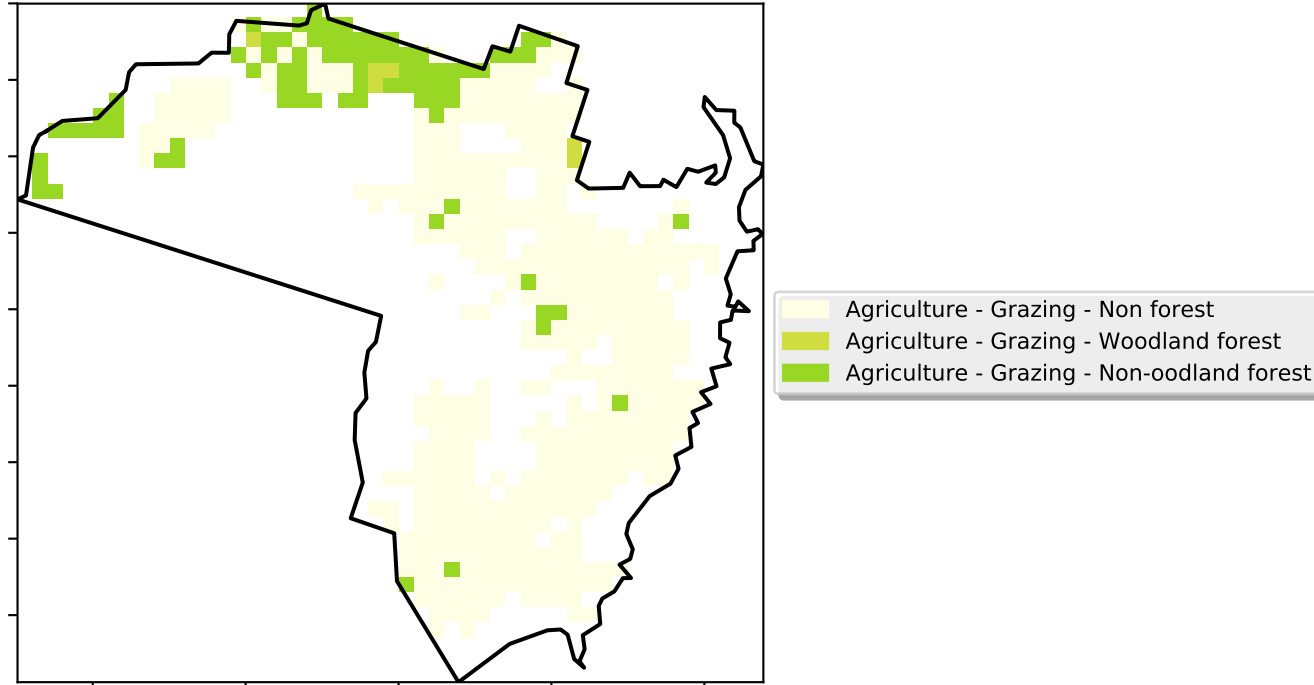 Agriculture - Grazing - Non forest
Agriculture - Grazing - Woodland forest
Agriculture - Grazing - Non-oodland forest